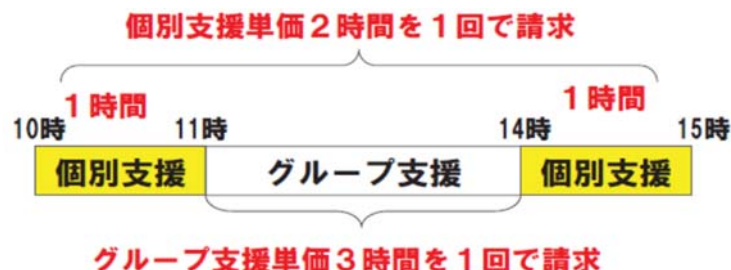 個別支援単価２時間を１回で請求
１時間 １時間
10時 11時 14時 15時
個別支援 グループ支援 個別支援
グループ支援単価３時間を１回で請求